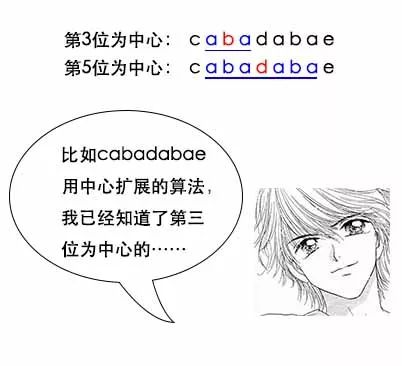 第3位为中心： cabadabae
第5位为中心： cabadabae
比如cabadabae
用中心扩展的算法，
我已经知道了第三
位为中心的……